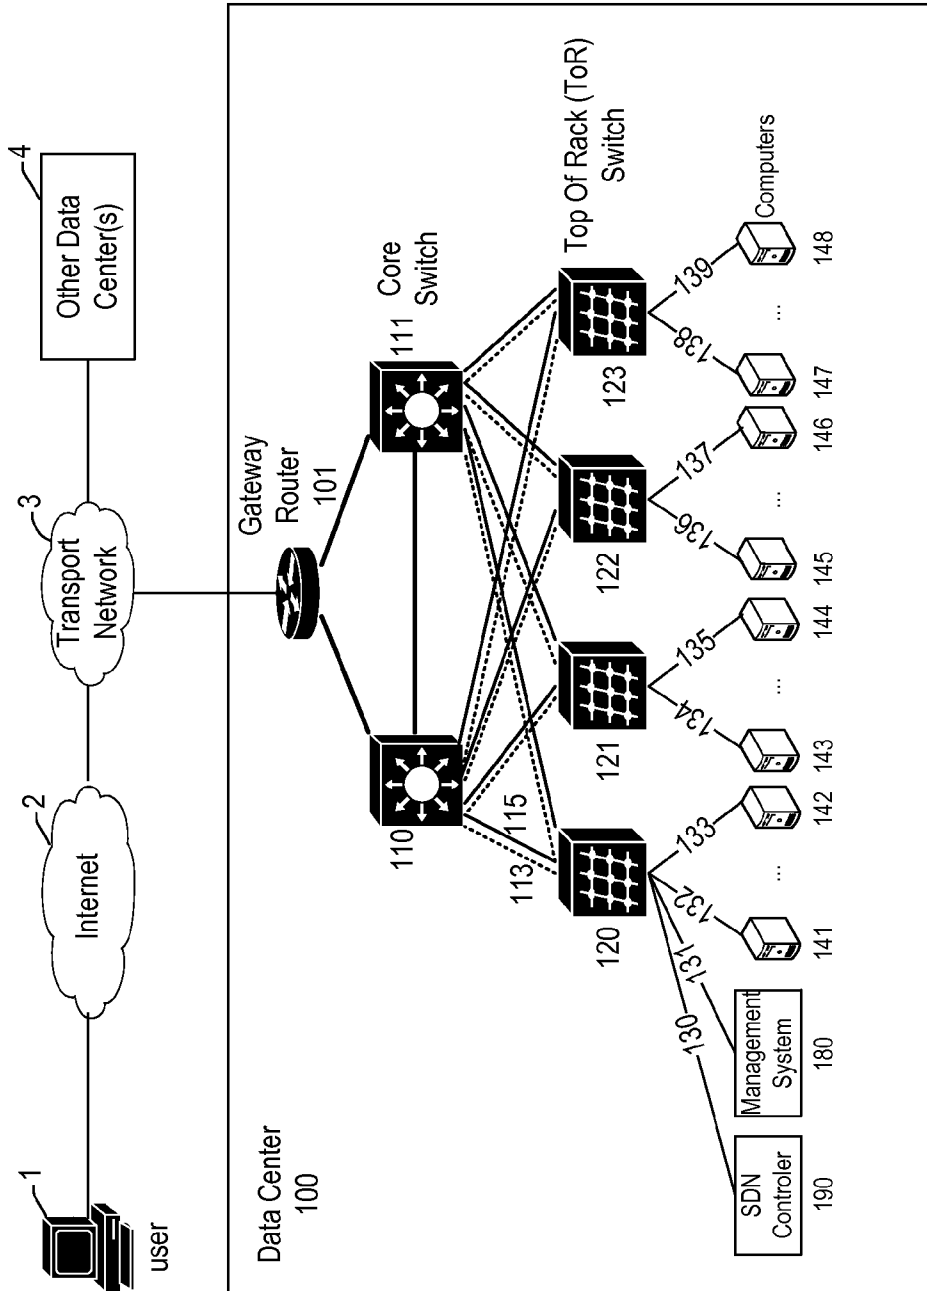 1
user
Internet
2
Transport
Network
3
Other Data
Center(s)
4
Data Center
100
Gateway
Router
101
110
111
Core
Switch
113
115
120
121
122
123
Top Of Rack (ToR)
Switch
130
131
132
133
134
135
136
137
138
139
SDN
Controler
190
Management
System
180
...
...
...
...
Computers
141
142
143
144
145
146
147
148